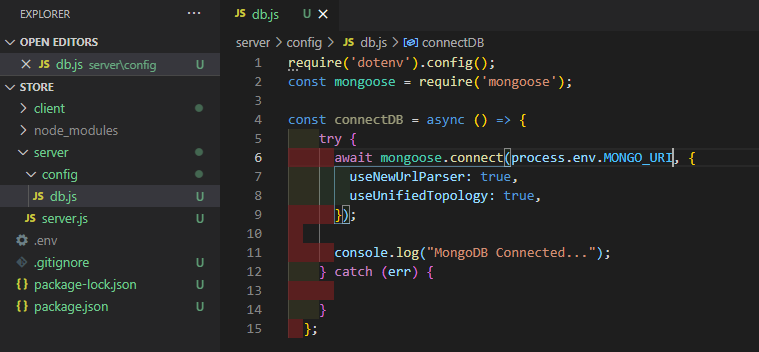 EXPLORER
···
OPEN EDITORS
JS db.js server\config U
STORE
client
node_modules
server
config
JS db.js U
JS server.js U
.env
.gitignore U
{} package-lock.json U
{} package.json U
JS db.js U
server > config > JS db.js > connectDB
1 require('dotenv').config();
2 const mongoose = require('mongoose');
3
4 const connectDB = async () => {
5 try {
6 await mongoose.connect(process.env.MONGO_URI, {
7 useNewUrlParser: true,
8 useUnifiedTopology: true,
9 });
10
11 console.log("MongoDB Connected...");
12 } catch (err) {
13
14 }
15 };